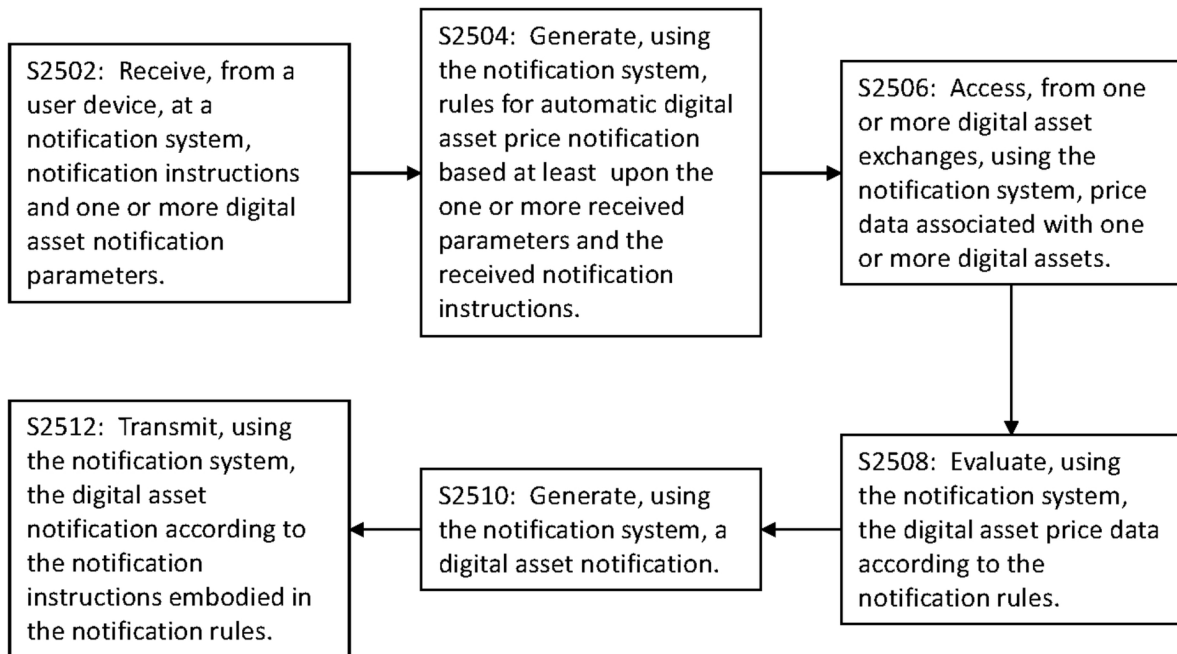 S2502: Receive, from a
user device, at a
notification system,
notification instructions
and one or more digital
asset notification
parameters.
S2504: Generate, using
the notification system,
rules for automatic digital
asset price notification
based at least upon the
one or more received
parameters and the
received notification
instructions.
S2506: Access, from one
or more digital asset
exchanges, using the
notification system, price
data associated with one
or more digital assets.
S2508: Evaluate, using
the notification system,
the digital asset price data
according to the
notification rules.
S2510: Generate, using
the notification system, a
digital asset notification.
S2512: Transmit, using
the notification system,
the digital asset
notification according to
the notification
instructions embodied in
the notification rules.